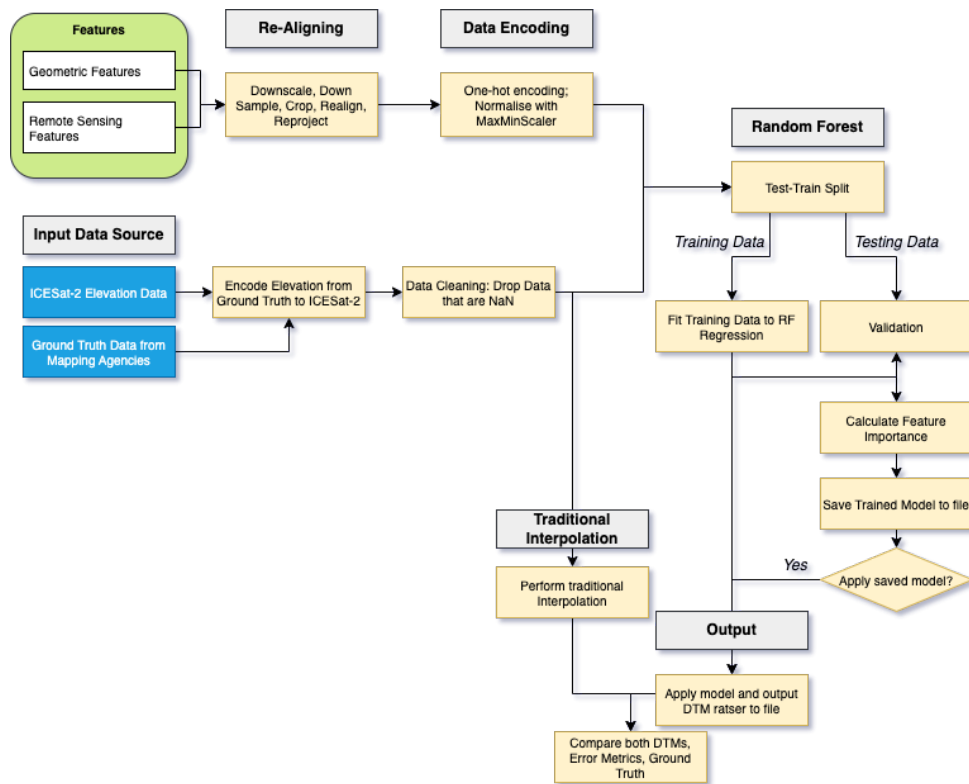 Features
Geometric Features
Remote Sensing
Features
Re-Aligning
Downscale, Down
Sample, Crop, Realign,
Reproject
Data Encoding
One-hot encoding;
Normalise with
MaxMinScaler
Random Forest
Test-Train Split
Training Data
Testing Data
Input Data Source
ICESat-2 Elevation Data
Ground Truth Data from
Mapping Agencies
Encode Elevation from
Ground Truth to ICESat-2
Data Cleaning: Drop Data
that are NaN
Fit Training Data to RF
Regression
Validation
Calculate Feature
Importance
Save Trained Model to file
Apply saved model?
Yes
Traditional
Interpolation
Perform traditional
Interpolation
Output
Apply model and output
DTM ratser to file
Compare both DTMs,
Error Metrics, Ground
Truth